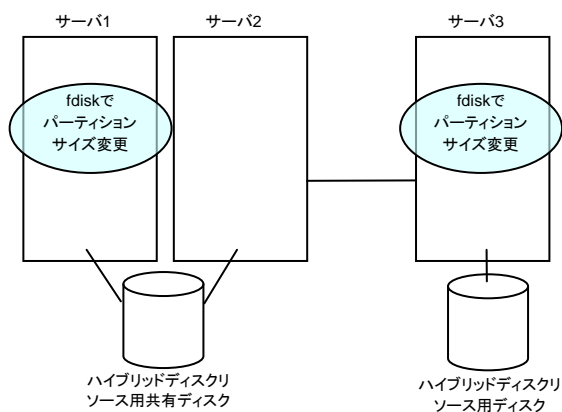 サーバ1
サーバ2
サーバ3
fdiskで
パーティション
サイズ変更
fdiskで
パーティション
サイズ変更
ハイブリッドディスクリ
ソース用共有ディスク
ハイブリッドディスクリ
ソース用ディスク